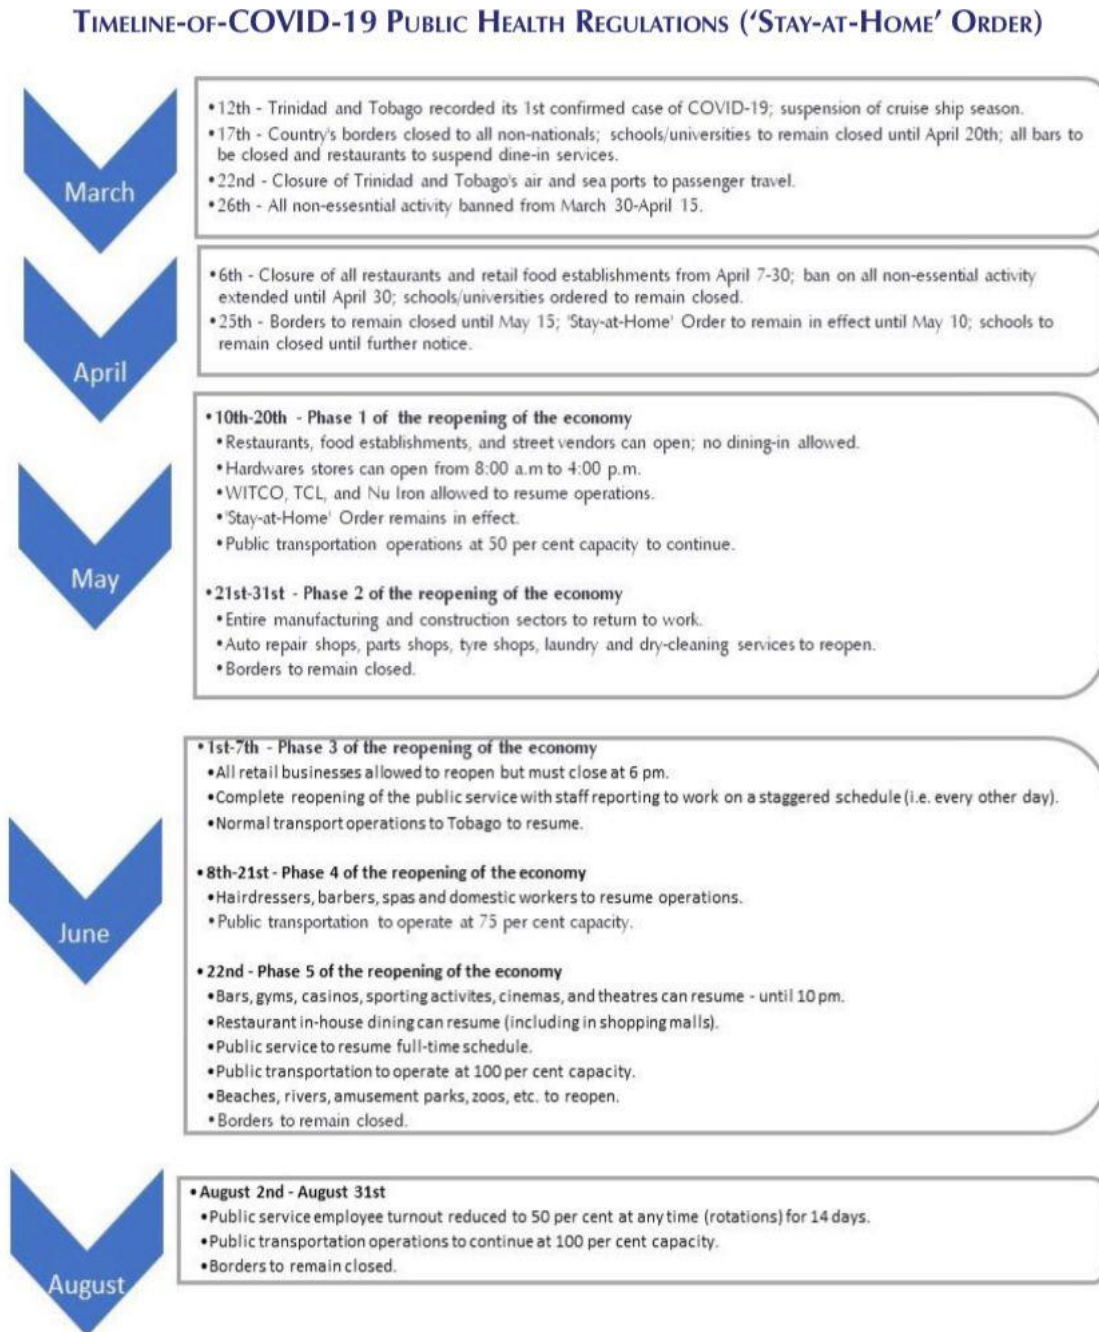 TIMELINE-OF-COVID-19 PUBLIC HEALTH REGULATIONS (‘STAY-AT-HOME’ ORDER)
March
•12th - Trinidad and Tobago recorded its 1st confirmed case of COVID-19; suspension of cruise ship season.
•17th - Country's borders closed to all non-nationals; schools/universities to remain closed until April 20th; all bars to
be closed and restaurants to suspend dine-in services.
•22nd - Closure of Trinidad and Tobago's air and sea ports to passenger travel.
•26th - All non-essesntial activity banned from March 30-April 15.
April
•6th - Closure of all restaurants and retail food establishments from April 7-30; ban on all non-essential activity
extended until April 30; schools/universities ordered to remain closed.
•25th - Borders to remain closed until May 15; 'Stay-at-Home' Order to remain in effect until May 10; schools to
remain closed until further notice.
May
•10th-20th - Phase 1 of the reopening of the economy
•Restaurants, food establishments, and street vendors can open; no dining-in allowed.
•Hardwares stores can open from 8:00 a.m to 4:00 p.m.
•WITCO, TCL, and Nu Iron allowed to resume operations.
•'Stay-at-Home' Order remains in effect.
•Public transportation operations at 50 per cent capacity to continue.
•21st-31st - Phase 2 of the reopening of the economy
•Entire manufacturing and construction sectors to return to work.
•Auto repair shops, parts shops, tyre shops, laundry and dry-cleaning services to reopen.
•Borders to remain closed.
June
•1st-7th - Phase 3 of the reopening of the economy
•All retail businesses allowed to reopen but must close at 6 pm.
•Complete reopening of the public service with staff reporting to work on a staggered schedule (i.e. every other day).
•Normal transport operations to Tobago to resume.
•8th-21st - Phase 4 of the reopening of the economy
•Hairdressers, barbers, spas and domestic workers to resume operations.
•Public transportation to operate at 75 per cent capacity.
•22nd - Phase 5 of the reopening of the economy
•Bars, gyms, casinos, sporting activites, cinemas, and theatres can resume - until 10 pm.
•Restaurant in-house dining can resume (including in shopping malls).
•Public service to resume full-time schedule.
•Public transportation to operate at 100 per cent capacity.
•Beaches, rivers, amusement parks, zoos, etc. to reopen.
•Borders to remain closed.
August
•August 2nd - August 31st
•Public service employee turnout reduced to 50 per cent at any time (rotations) for 14 days.
•Public transportation operations to continue at 100 per cent capacity.
•Borders to remain closed.